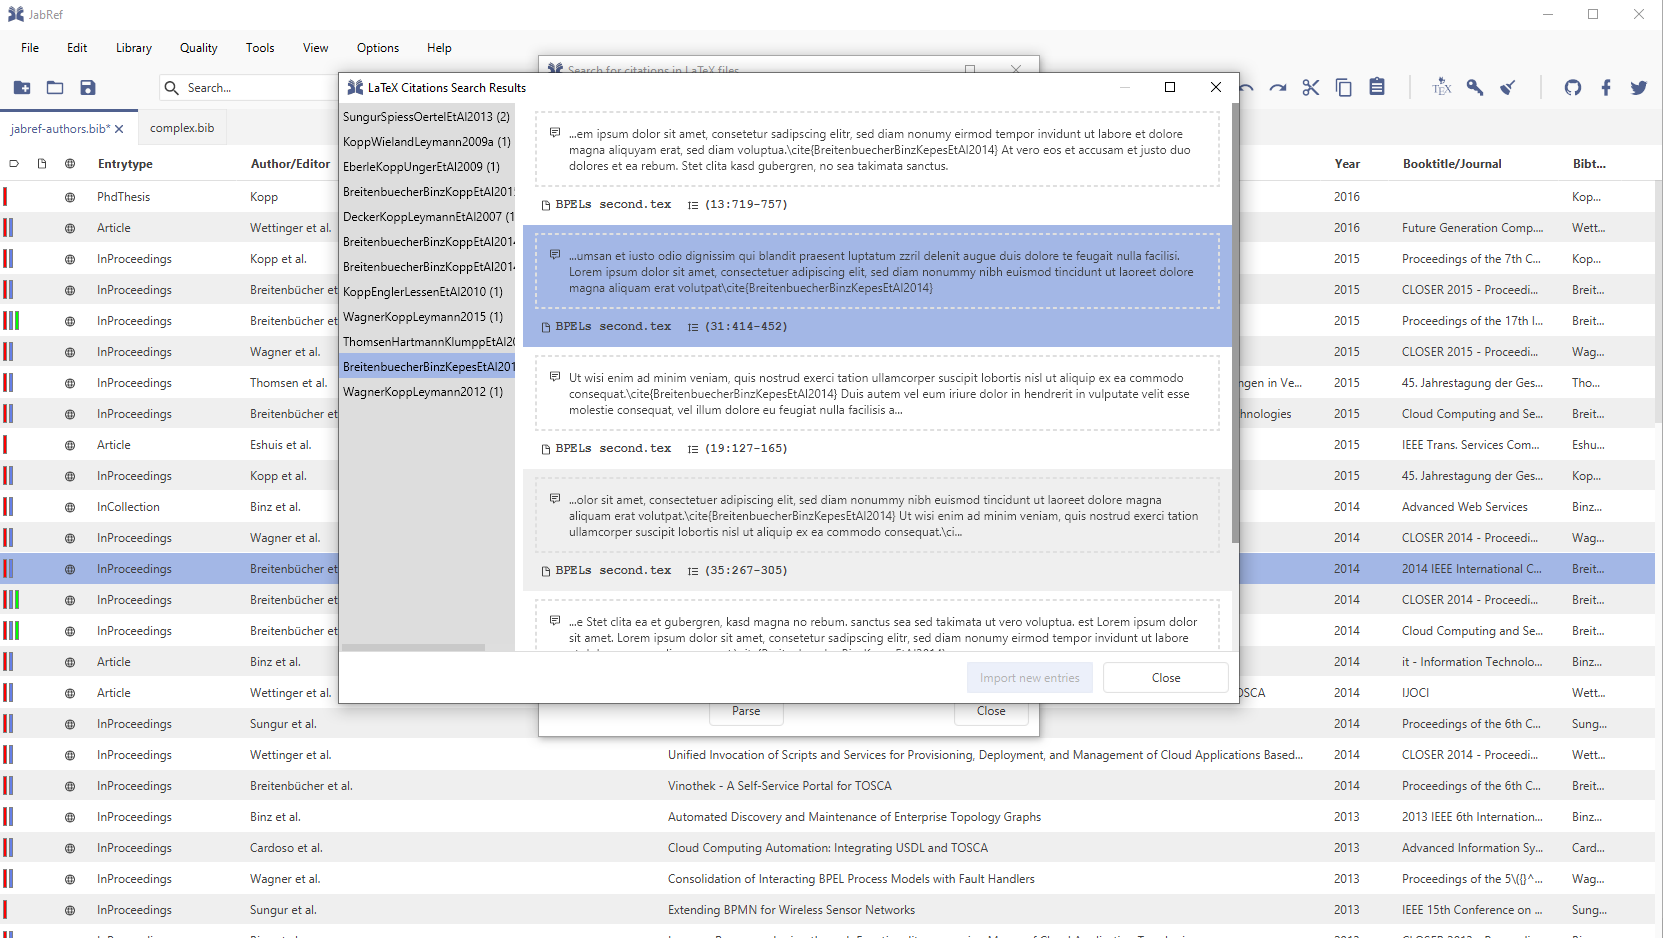 JabRef
File Edit Library Quality Tools View Options Help
Search for citations in LaTeX files
Search...
LaTeX Citations Search Results
jabref-authors.bib* complex.bib
Entrytype Author/Editor Year Booktitle/Journal Bibt...
SungurSpiessOertelEtAl2013 (2)
KoppWielandLeymann2009a (1)
EberleKoppUngerEtAl2009 (1)
BreitenbuecherBinzKoppEtAl201
DeckerKoppLeymannEtAl2007 (1
BreitenbuecherBinzKoppEtAl2014
BreitenbuecherBinzKoppEtAl2014
KoppEnglerLessenEtAl2010 (1)
WagnerKoppLeymann2015 (1)
ThomsenHartmannKlumppEtAl20
BreitenbuecherBinzKepesEtAl201
WagnerKoppLeymann2012 (1)
...em ipsum dolor sit amet, consetetur sadipscing elitr, sed diam nonumy eirmod tempor invidunt ut labore et dolore
magna aliquyam erat, sed diam voluptua.\cite{BreitenbuecherBinzKepesEtAl2014} At vero eos et accusam et justo duo
dolores et ea rebum. Stet clita kasd gubergren, no sea takimata sanctus.
BPELs second.tex (13:719-757)
...umsan et iusto odio dignissim qui blandit praesent luptatum zzril delenit augue duis dolore te feugait nulla facilisi.
Lorem ipsum dolor sit amet, consectetuer adipiscing elit, sed diam nonummy nibh euismod tincidunt ut laoreet dolore
magna aliquam erat volutpat\cite{BreitenbuecherBinzKepesEtAl2014}
BPELs second.tex (31:414-452)
Ut wisi enim ad minim veniam, quis nostrud exerci tation ullamcorper suscipit lobortis nisl ut aliquip ex ea commodo
consequat.\cite{BreitenbuecherBinzKepesEtAl2014} Duis autem vel eum iriure dolor in hendrerit in vulputate velit esse
molestie consequat, vel illum dolore eu feugiat nulla facilisis a...
BPELs second.tex (19:127-165)
...olor sit amet, consectetuer adipiscing elit, sed diam nonummy nibh euismod tincidunt ut laoreet dolore magna
aliquam erat volutpat.\cite{BreitenbuecherBinzKepesEtAl2014} Ut wisi enim ad minim veniam, quis nostrud exerci tation
ullamcorper suscipit lobortis nisl ut aliquip ex ea commodo consequat.\ci...
BPELs second.tex (35:267-305)
...e Stet clita ea et gubergren, kasd magna no rebum. sanctus sea sed takimata ut vero voluptua. est Lorem ipsum dolor
sit amet. Lorem ipsum dolor sit amet, consetetur sadipscing elitr, sed diam nonumy eirmod tempor invidunt ut labore
Import new entries Close
Parse Close
PhdThesis Kopp 2016 Kop...
Article Wettinger et al. 2016 Future Generation Comp.... Wett...
InProceedings Kopp et al. 2015 Proceedings of the 7th C... Kop...
InProceedings Breitenbücher et 2015 CLOSER 2015 - Proceedi... Breit...
InProceedings Breitenbücher et 2015 Proceedings of the 17th I... Breit...
InProceedings Wagner et al. 2015 CLOSER 2015 - Proceedi... Wag...
InProceedings Thomsen et al. ngen in Ve... 2015 45. Jahrestagung der Ges... Tho...
InProceedings Breitenbücher et hnologies 2015 Cloud Computing and Se... Breit...
Article Eshuis et al. 2015 IEEE Trans. Services Com... Eshu...
InProceedings Kopp et al. 2015 45. Jahrestagung der Ges... Kop...
InCollection Binz et al. 2014 Advanced Web Services Binz...
InProceedings Wagner et al. 2014 CLOSER 2014 - Proceedi... Wag...
InProceedings Breitenbücher et 2014 2014 IEEE International C... Breit...
InProceedings Breitenbücher et 2014 CLOSER 2014 - Proceedi... Breit...
InProceedings Breitenbücher et 2014 Cloud Computing and Se... Breit...
Article Binz et al. 2014 it - Information Technolo... Binz...
Article Wettinger et al. OSCA 2014 IJOCI Wett...
InProceedings Sungur et al. 2014 Proceedings of the 6th C... Sung...
InProceedings Wettinger et al. Unified Invocation of Scripts and Services for Provisioning, Deployment, and Management of Cloud Applications Based... 2014 CLOSER 2014 - Proceedi... Wett...
InProceedings Breitenbücher et al. Vinothek - A Self-Service Portal for TOSCA 2014 Proceedings of the 6th C... Breit...
InProceedings Binz et al. Automated Discovery and Maintenance of Enterprise Topology Graphs 2013 2013 IEEE 6th Internation... Binz...
InProceedings Cardoso et al. Cloud Computing Automation: Integrating USDL and TOSCA 2013 Advanced Information Sy... Card...
InProceedings Wagner et al. Consolidation of Interacting BPEL Process Models with Fault Handlers 2013 Proceedings of the 5\({}^... Wag...
InProceedings Sungur et al. Extending BPMN for Wireless Sensor Networks 2013 IEEE 15th Conference on ... Sung...